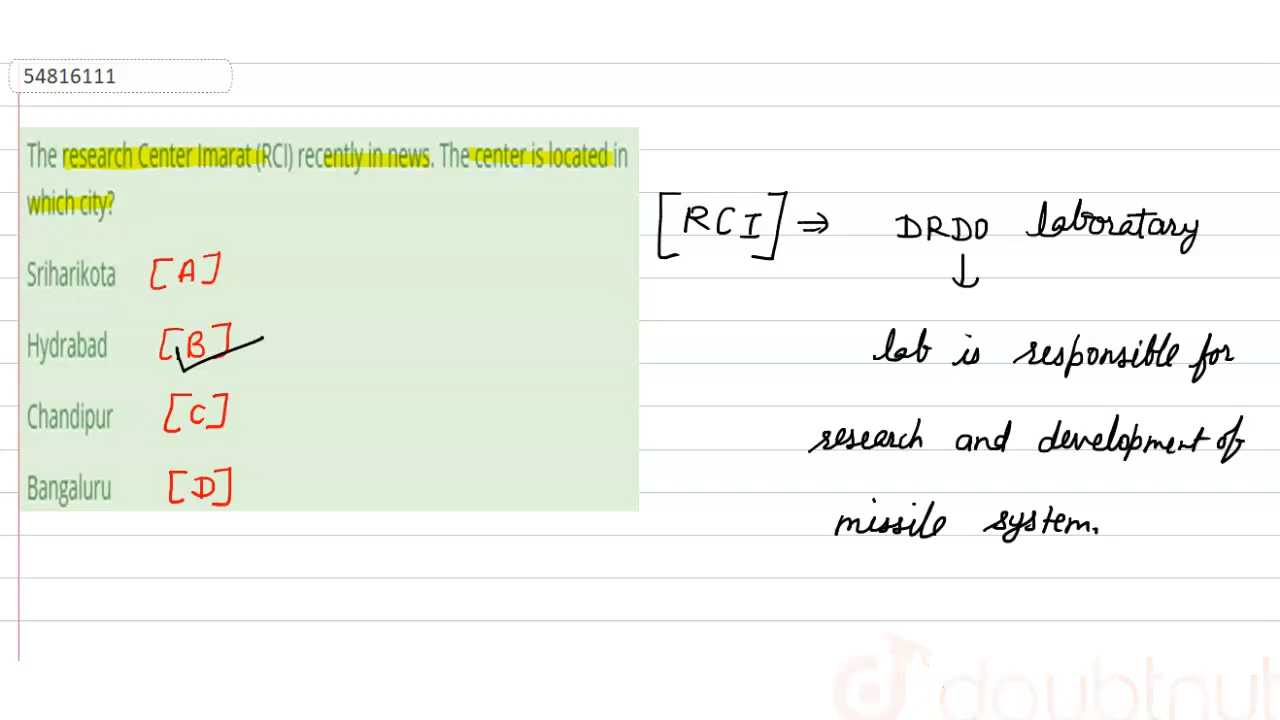 54816111
The research Center Imarat (RCI) recently in news. The center is located in
which city?
Sriharikota [A]
Hydrabad [B]
Chandipur [C]
Bangaluru [D]
[RCI] ⇒ DRDO laboratary
↓
lab is responsible for
research and development of
missile system.
doubtnut